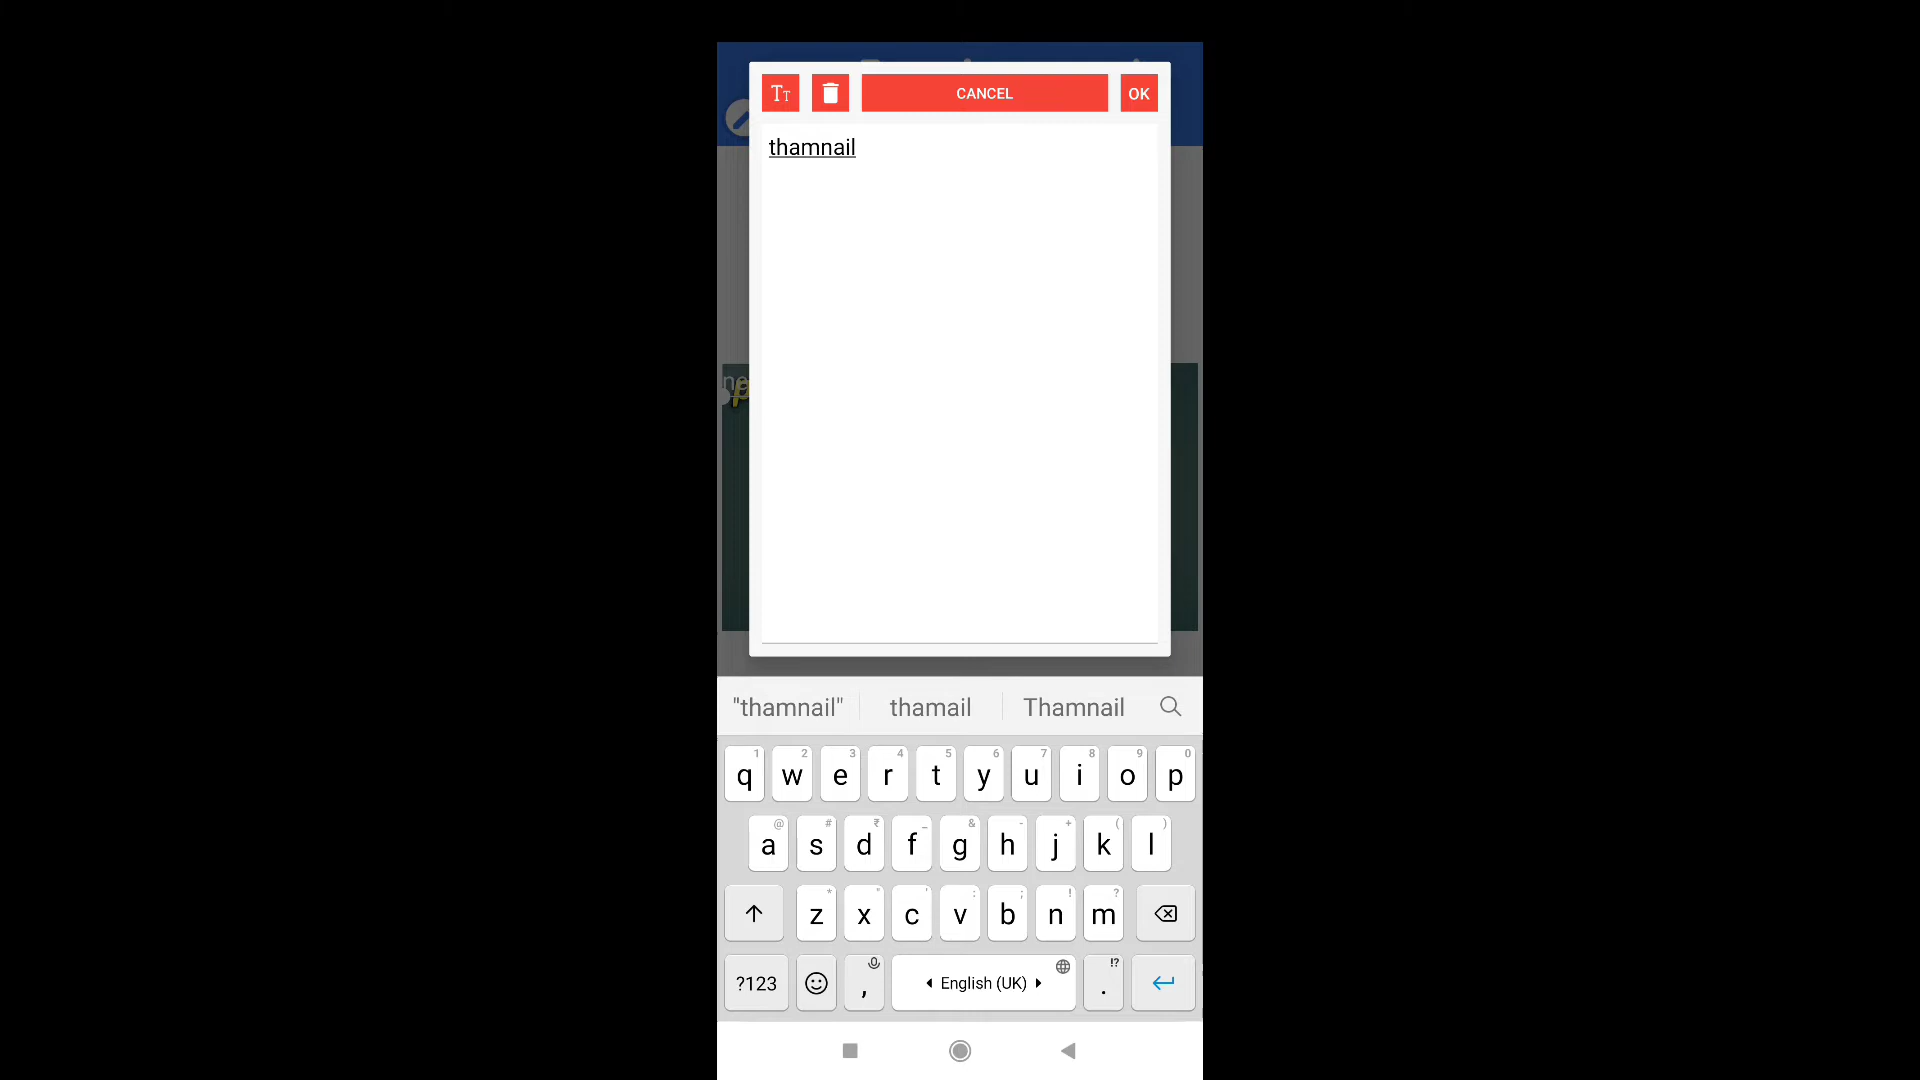 TT
CANCEL
OK
thamnail
"thamnail" thamail Thamnail
1 2 3 4 5 6 7 8 9 0
q w e r t y u i o p
@ # ₹ _ & - + ( )
a s d f g h j k l
* " ' : ; ! ?
z x c v b n m
?123 , English (UK) . !?